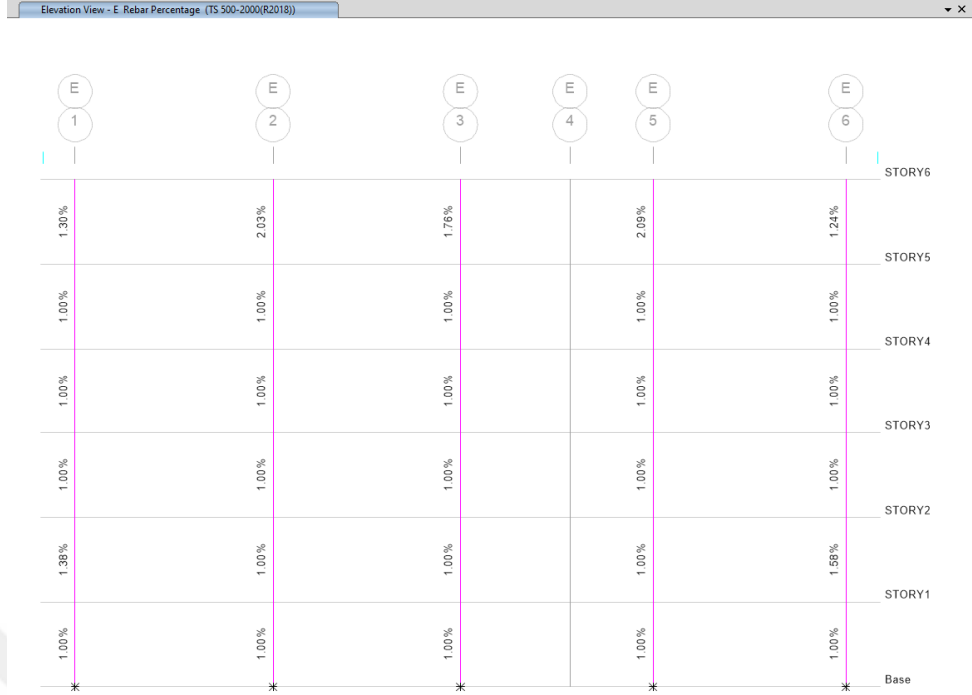 Elevation View - E Rebar Percentage (TS 500-2000(R2018))
E E E E E E
1 2 3 4 5 6
STORY6
1.30% 2.03% 1.76% 2.09% 1.24%
STORY5
1.00% 1.00% 1.00% 1.00% 1.00%
STORY4
1.00% 1.00% 1.00% 1.00% 1.00%
STORY3
1.00% 1.00% 1.00% 1.00% 1.00%
STORY2
1.38% 1.00% 1.00% 1.00% 1.58%
STORY1
1.00% 1.00% 1.00% 1.00% 1.00%
Base